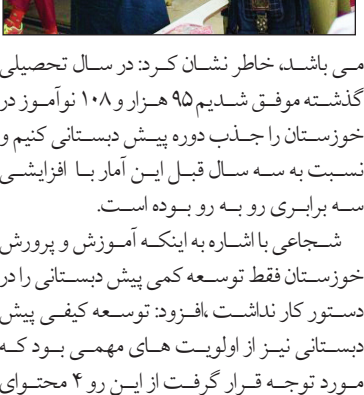 می باشد، خاطر نشان کرد: در سال تحصیلی
گذشته موفق شدیم ۹۵ هزار و ۱۰۸ نوآموز در
خوزستان را جذب دوره پیش دبستانی کنیم و
نسبت به سه سال قبل این آمار با افزایشی
سه برابری رو به رو بوده است.
شجاعی با اشاره به اینکه آموزش و پرورش
خوزستان فقط توسعه کمی پیش دبستانی را در
دستور کار نداشت ،افزود: توسعه کیفی پیش
دبستانی نیز از اولویت های مهمی بود که
مورد توجه قرار گرفت از این رو ۴ محتوای